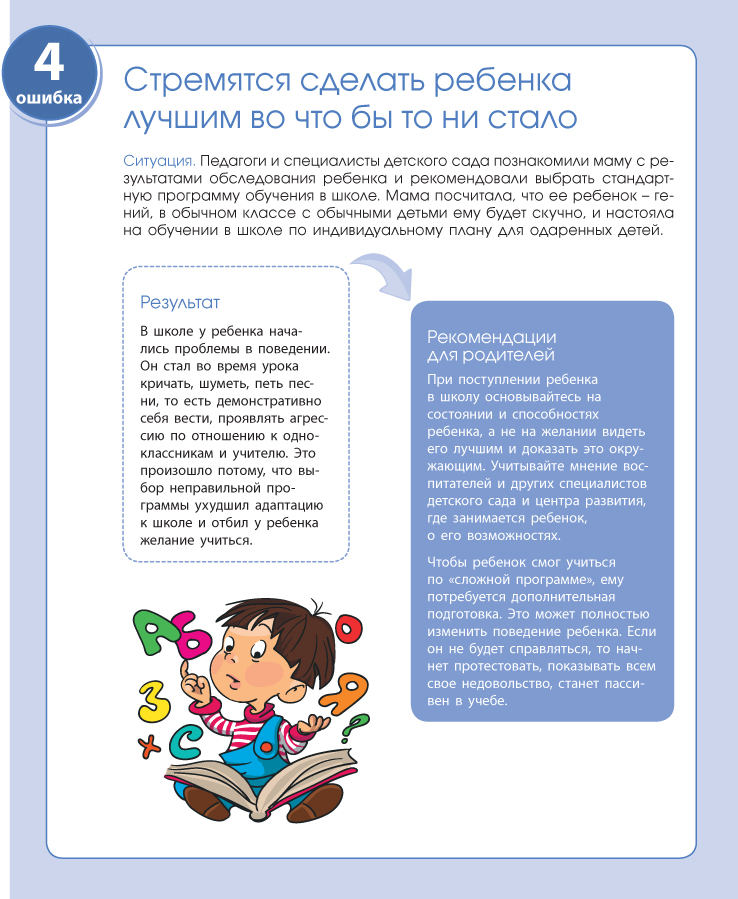 4
ошибка
Стремятся сделать ребенка
лучшим во что бы то ни стало
Ситуация. Педагоги и специалисты детского сада познакомили маму с ре-
зультатами обследования ребенка и рекомендовали выбрать стандарт-
ную программу обучения в школе. Мама посчитала, что ее ребенок – ге-
ний, в обычном классе с обычными детьми ему будет скучно, и настояла
на обучении в школе по индивидуальному плану для одаренных детей.
Результат
В школе у ребенка нача-
лись проблемы в поведении.
Он стал во время урока
кричать, шуметь, петь пес-
ни, то есть демонстративно
себя вести, проявлять агрес-
сию по отношению к одно-
классникам и учителю. Это
произошло потому, что вы-
бор неправильной про-
граммы ухудшил адаптацию
к школе и отбил у ребенка
желание учиться.
Рекомендации
для родителей
При поступлении ребенка
в школу основывайтесь на
состоянии и способностях
ребенка, а не на желании видеть
его лучшим и доказать это окру-
жающим. Учитывайте мнение вос-
питателей и других специалистов
детского сада и центра развития,
где занимается ребенок,
о его возможностях.
Чтобы ребенок смог учиться
по «сложной программе», ему
потребуется дополнительная
подготовка. Это может полностью
изменить поведение ребенка. Если
он не будет справляться, то нач-
нет протестовать, показывать всем
свое недовольство, станет пасси-
вен в учебе.
А Б О
З Я
+ С ?